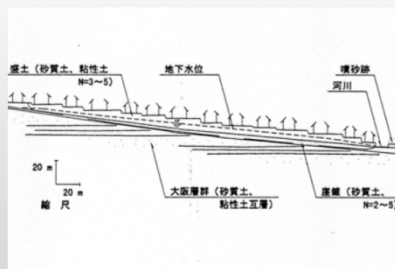 盛土（砂質土、粘性土
N=3〜5）
地下水位
噴砂跡
河川
20 m
20 m
縮 尺
大阪層群（砂質土、
粘性土互層）
崖錐（砂質土、
N=2〜5）